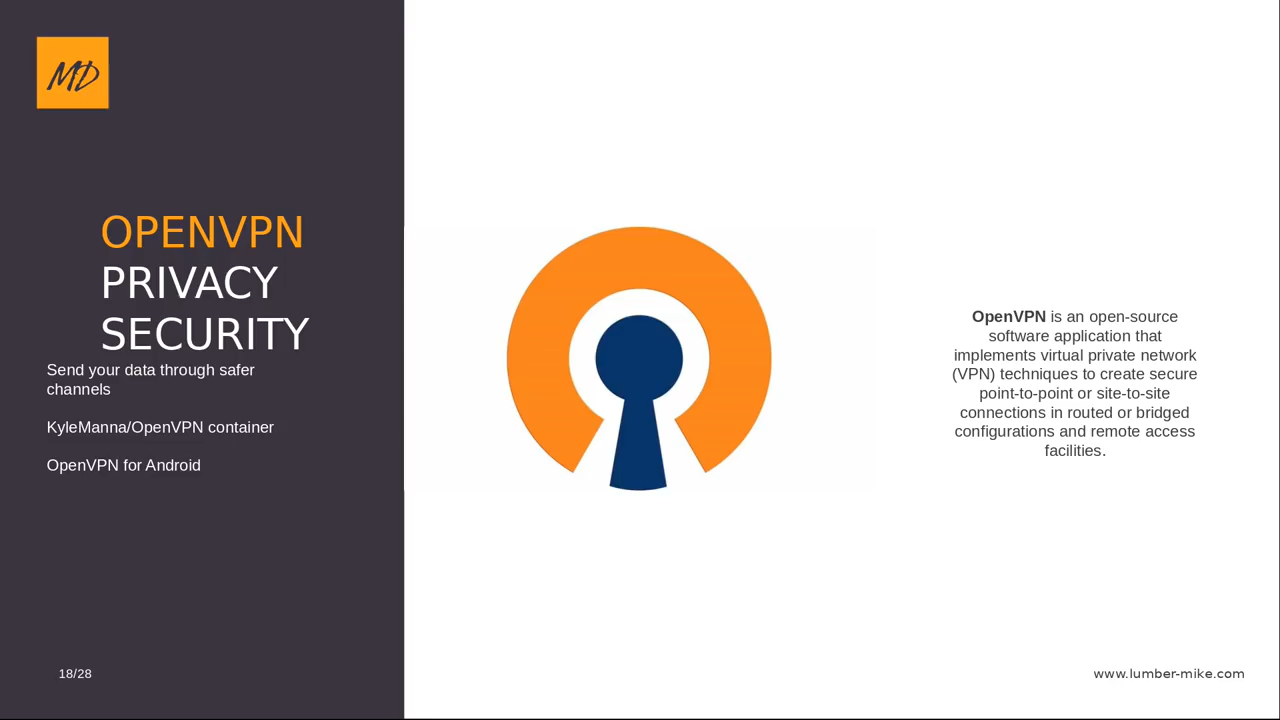 MD
OPENVPN
PRIVACY
SECURITY
Send your data through safer
channels
KyleManna/OpenVPN container
OpenVPN for Android
OpenVPN is an open-source
software application that
implements virtual private network
(VPN) techniques to create secure
point-to-point or site-to-site
connections in routed or bridged
configurations and remote access
facilities.
18/28
www.lumber-mike.com